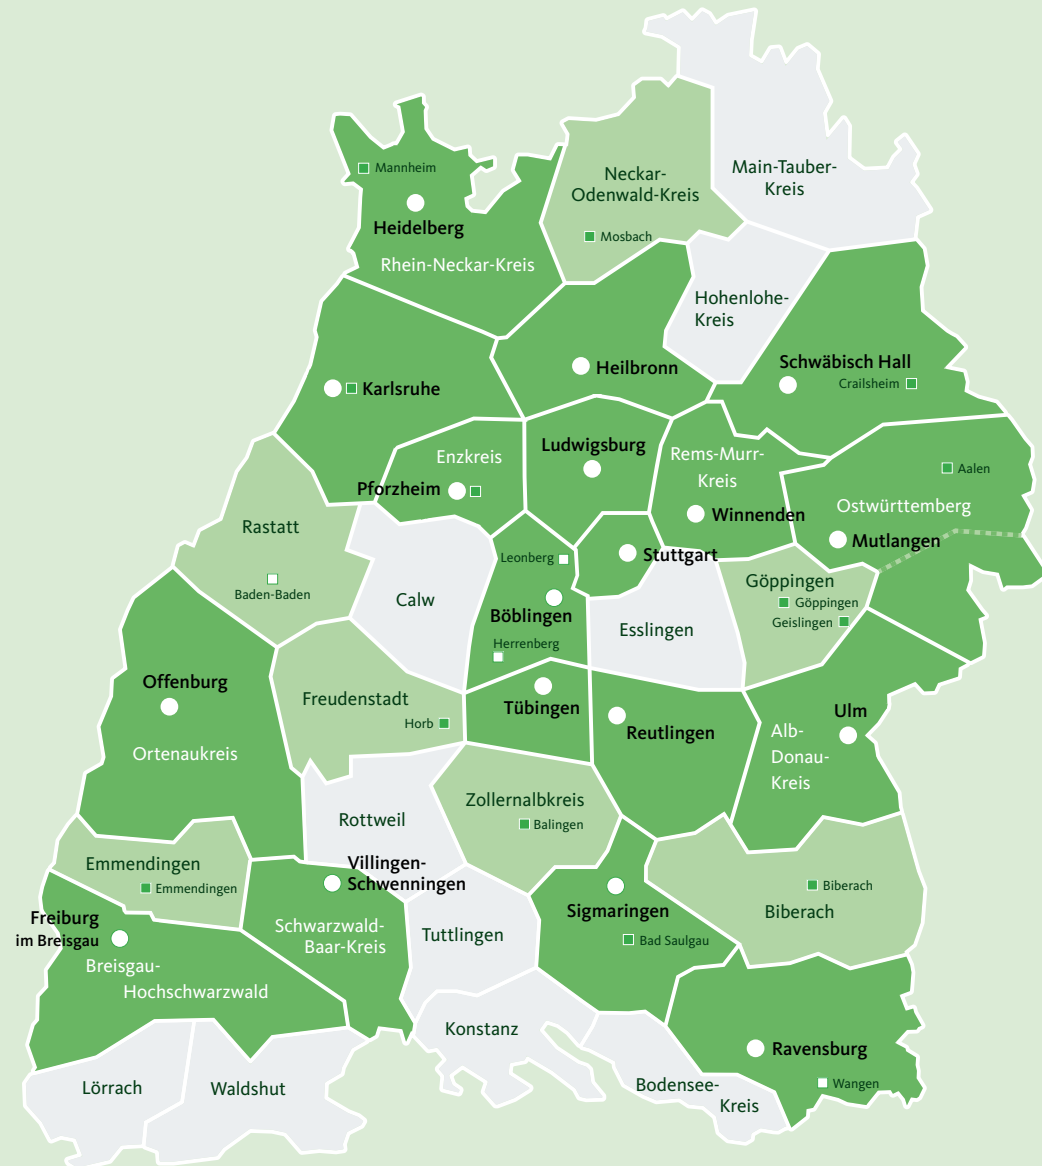 Main-Tauber-
Kreis
Mannheim
Neckar-
Odenwald-Kreis
Heidelberg
Mosbach
Rhein-Neckar-Kreis
Hohenlohe-
Kreis
Schwäbisch Hall
Heilbronn
Crailsheim
Karlsruhe
Ludwigsburg
Enzkreis
Rems-Murr-
Kreis
Aalen
Pforzheim
Ostwürttemberg
Winnenden
Rastatt
Mutlangen
Stuttgart
Leonberg
Göppingen
Baden-Baden
Calw
Göppingen
Böblingen
Geislingen
Esslingen
Herrenberg
Offenburg
Freudenstadt
Tübingen
Ulm
Horb
Reutlingen
Alb-
Donau-
Kreis
Ortenaukreis
Zollernalbkreis
Rottweil
Balingen
Emmendingen
Villingen-
Schwenningen
Emmendingen
Biberach
Biberach
Freiburg
im Breisgau
Sigmaringen
Schwarzwald-
Baar-Kreis
Tuttlingen
Bad Saulgau
Breisgau-
Hochschwarzwald
Konstanz
Ravensburg
Lörrach
Waldshut
Bodensee-
Kreis
Wangen